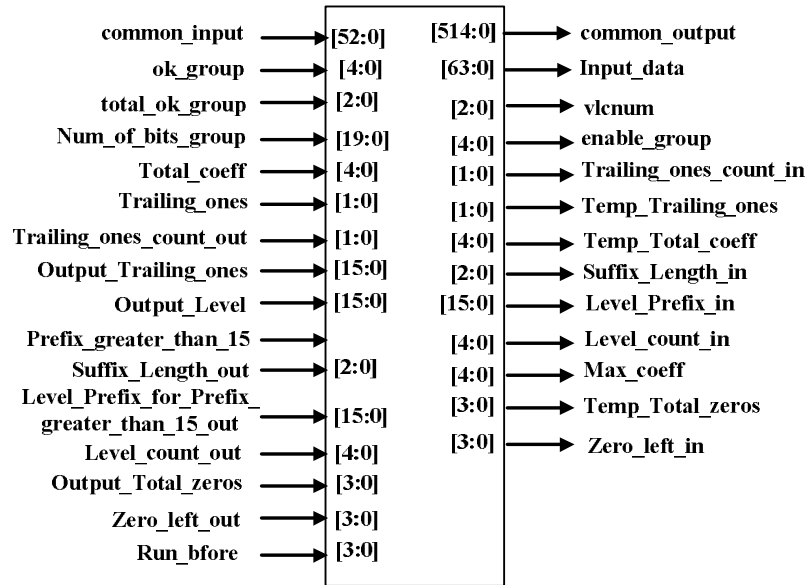 common_input [52:0] [514:0] common_output
ok_group [4:0] [63:0] Input_data
total_ok_group [2:0] [2:0] vlcnum
Num_of_bits_group [19:0] [4:0] enable_group
Total_coeff [4:0] [1:0] Trailing_ones_count_in
Trailing_ones [1:0] [1:0] Temp_Trailing_ones
Trailing_ones_count_out [1:0] [4:0] Temp_Total_coeff
Output_Trailing_ones [15:0] [2:0] Suffix_Length_in
Output_Level [15:0] [15:0] Level_Prefix_in
Prefix_greater_than_15 [4:0] Level_count_in
Suffix_Length_out [2:0] [4:0] Max_coeff
Level_Prefix_for_Prefix_
greater_than_15_out [15:0] [3:0] Temp_Total_zeros
Level_count_out [4:0] [3:0] Zero_left_in
Output_Total_zeros [3:0]
Zero_left_out [3:0]
Run_bfore [3:0]